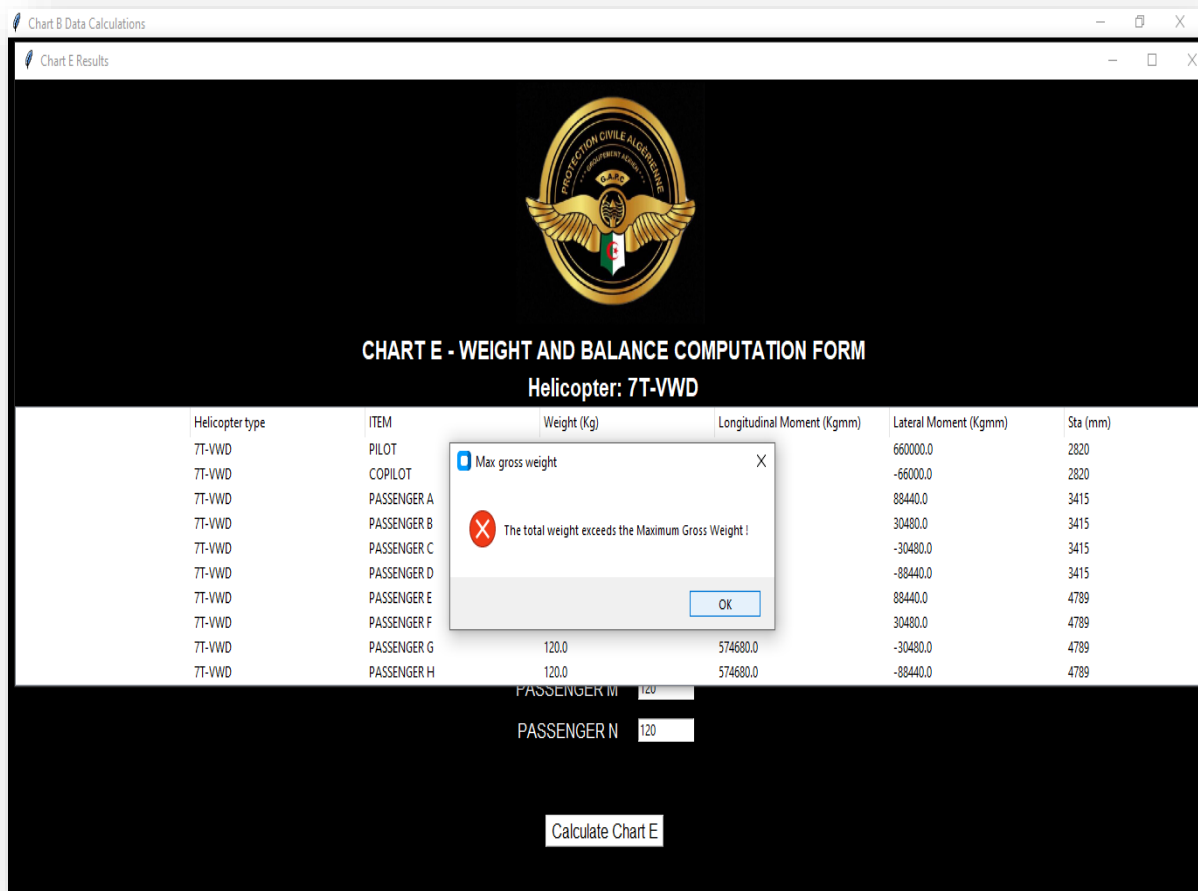 Chart B Data Calculations
Chart E Results
PROTECTION CIVILE ALGÉRIENNE
GROUPEMENT AERIEN
G.A.P.C
CHART E - WEIGHT AND BALANCE COMPUTATION FORM
Helicopter: 7T-VWD
Helicopter type ITEM Weight (Kg) Longitudinal Moment (Kgmm) Lateral Moment (Kgmm) Sta (mm)
7T-VWD PILOT 660000.0 2820
7T-VWD COPILOT -66000.0 2820
7T-VWD PASSENGER A 88440.0 3415
7T-VWD PASSENGER B 30480.0 3415
7T-VWD PASSENGER C -30480.0 3415
7T-VWD PASSENGER D -88440.0 3415
7T-VWD PASSENGER E 88440.0 4789
7T-VWD PASSENGER F 30480.0 4789
7T-VWD PASSENGER G 120.0 574680.0 -30480.0 4789
7T-VWD PASSENGER H 120.0 574680.0 -88440.0 4789
Max gross weight
The total weight exceeds the Maximum Gross Weight !
OK
PASSENGER M 120
PASSENGER N 120
Calculate Chart E